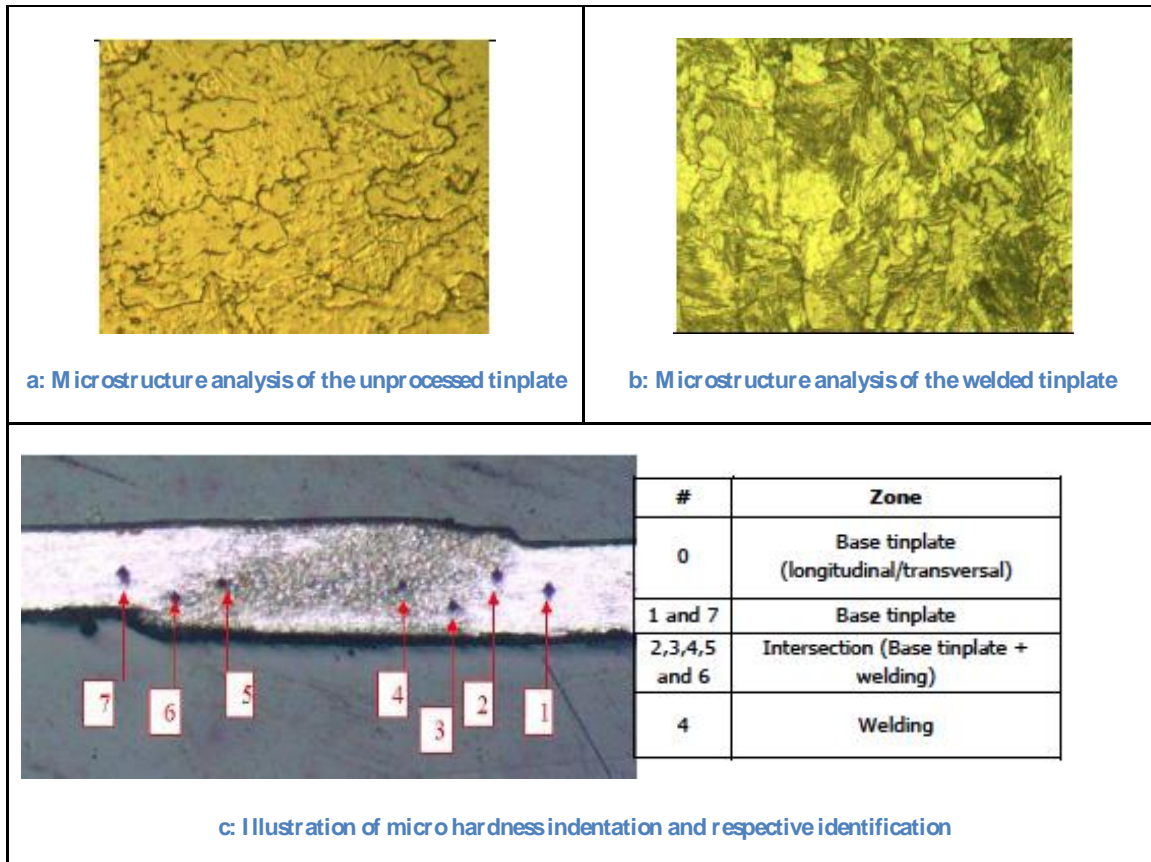 a: Microstructure analysis of the unprocessed tinplate
b: Microstructure analysis of the welded tinplate
7
6
5
4
3
2
1
#
Zone
0
Base tinplate
(longitudinal/transversal)
1 and 7
Base tinplate
2,3,4,5
and 6
Intersection (Base tinplate +
welding)
4
Welding
c: Illustration of micro hardness indentation and respective identification